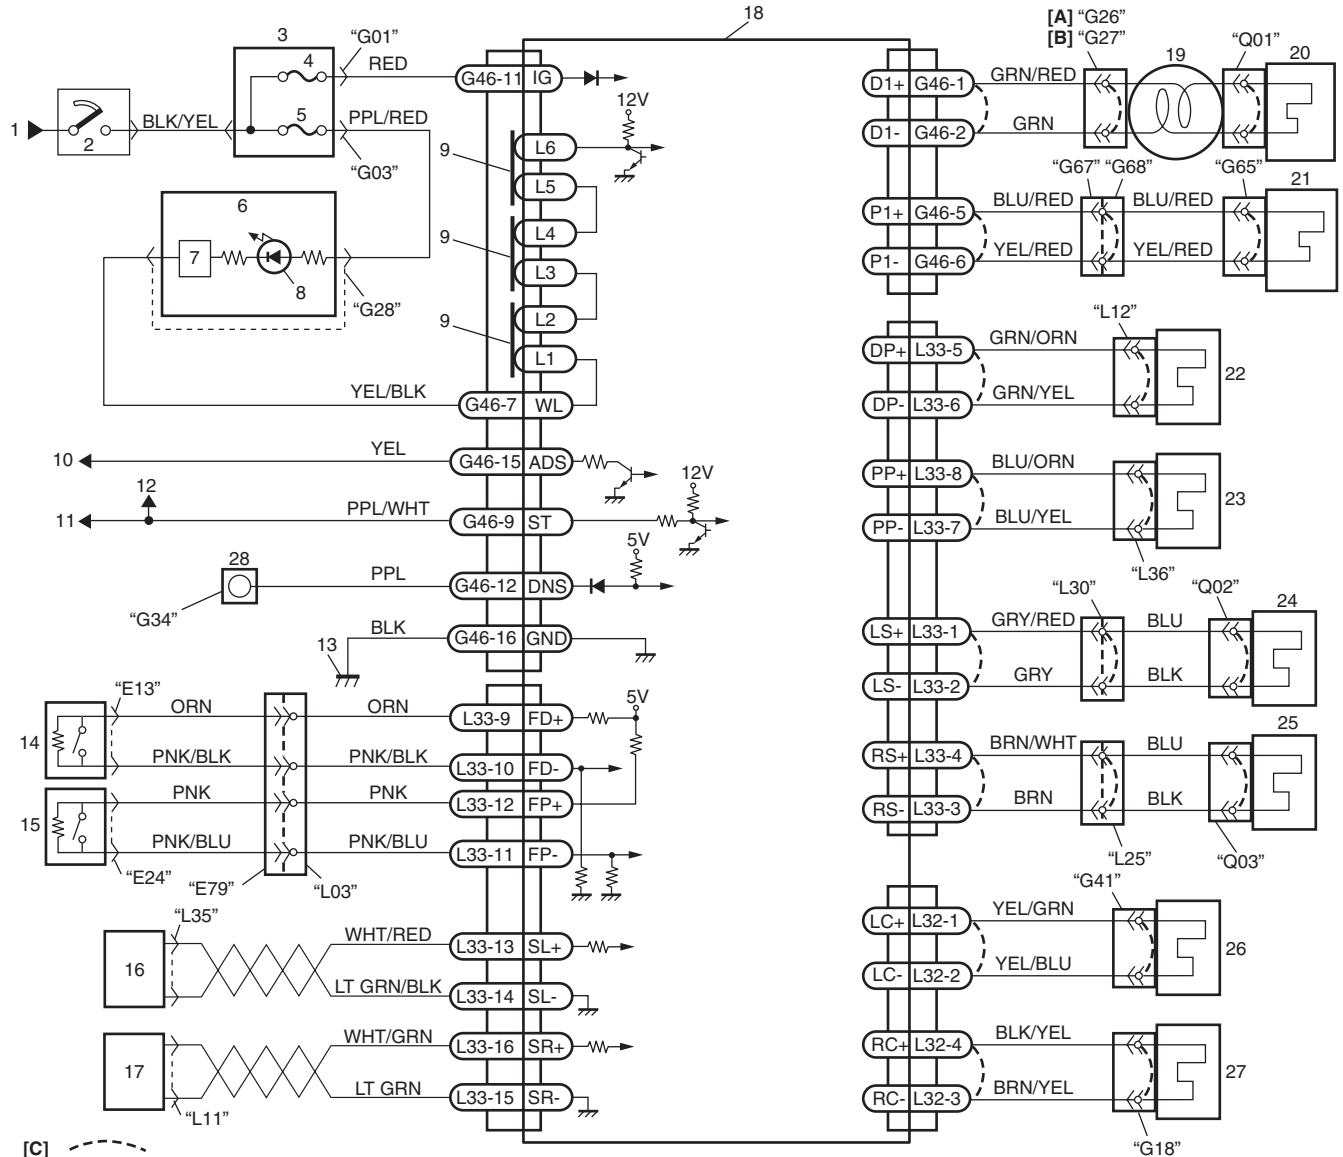 18
[A] “G26”
[B] “G27”
“Q01”
19
20
3
“G01”
4
RED
G46-11 IG
12V
D1+ G46-1
GRN/RED
1
2
BLK/YEL
5
PPL/RED
“G03”
9
L6
L5
D1- G46-2
GRN
“G67” “G68”
“G65”
21
6
7
8
“G28”
9
L4
L3
P1+ G46-5
BLU/RED
BLU/RED
P1- G46-6
YEL/RED
YEL/RED
9
L2
L1
“L12”
DP+ L33-5
GRN/ORN
22
YEL/BLK
G46-7 WL
DP- L33-6
GRN/YEL
10
YEL
G46-15 ADS
12V
PP+ L33-8
BLU/ORN
23
12
11
PPL/WHT
G46-9 ST
PP- L33-7
BLU/YEL
“L36”
5V
28
PPL
G46-12 DNS
“G34”
“L30”
“Q02”
24
13
BLK
G46-16 GND
LS+ L33-1
GRY/RED
BLU
LS- L33-2
GRY
BLK
5V
“E13”
14
ORN
ORN
L33-9 FD+
25
PNK/BLK
PNK/BLK
L33-10 FD-
RS+ L33-4
BRN/WHT
BLU
15
PNK
PNK
L33-12 FP+
RS- L33-3
BRN
BLK
PNK/BLU
PNK/BLU
L33-11 FP-
“L25”
“Q03”
“E24”
“E79”
“L03”
“G41”
“L35”
16
WHT/RED
L33-13 SL+
LC+ L32-1
YEL/GRN
26
LT GRN/BLK
L33-14 SL-
LC- L32-2
YEL/BLU
17
WHT/GRN
L33-16 SR+
RC+ L32-4
BLK/YEL
27
LT GRN
L33-15 SR-
RC- L32-3
BRN/YEL
“L11”
“G18”
[C]